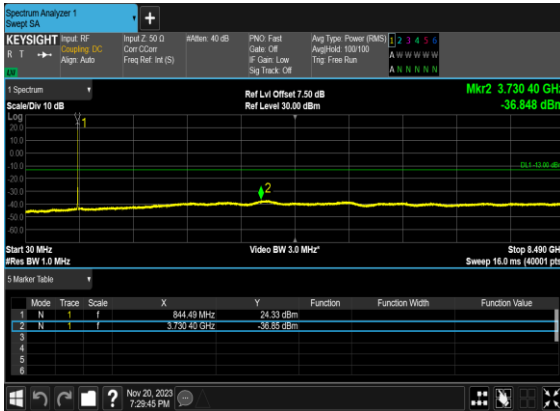 Spectrum Analyzer 1
Swept SA
KEYSIGHT Input: RF Input Z: 50 Ω #Atten: 40 dB PNO: Fast Avg Type: Power (RMS) 1 2 3 4 5 6
R T Coupling: DC Corr CCorr Gate: Off Avg|Hold: 100/100 A W W W W W
Align: Auto Freq Ref: Int (S) IF Gain: Low Trig: Free Run
Sig Track: Off A N N N N N
1 Spectrum
Scale/Div 10 dB
Ref Lvl Offset 7.50 dB
Ref Level 30.00 dBm
Mkr2 3.730 40 GHz
-36.848 dBm
Log
20.0
10.0
0.00
-10.0
-20.0
-30.0
-40.0
-50.0
-60.0
1
2
DL1 -13.00 dBm
Start 30 MHz Video BW 3.0 MHz* Stop 8.490 GHz
#Res BW 1.0 MHz Sweep 16.0 ms (40001 pts)
5 Marker Table
Mode Trace Scale X Y Function Function Width Function Value
1 N 1 f 844.49 MHz 24.33 dBm
2 N 1 f 3.730 40 GHz -36.85 dBm
3
4
5
6
? Nov 20, 2023
7:29:45 PM